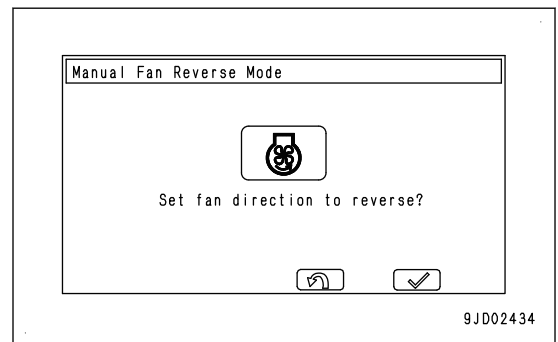 Manual Fan Reverse Mode
Set fan direction to reverse?
9JD02434